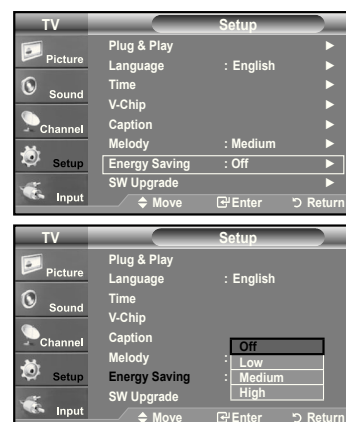 TV Setup
Picture
Plug & Play
Language : English
Sound
Time
V-Chip
Channel
Caption
Melody : Medium
Setup
Energy Saving : Off
SW Upgrade
Input
Move Enter Return
TV Setup
Picture
Plug & Play
Language : English
Sound
Time
V-Chip
Channel
Caption
Off
Melody :
Low
Setup
Energy Saving :
Medium
High
SW Upgrade
Input
Move Enter Return